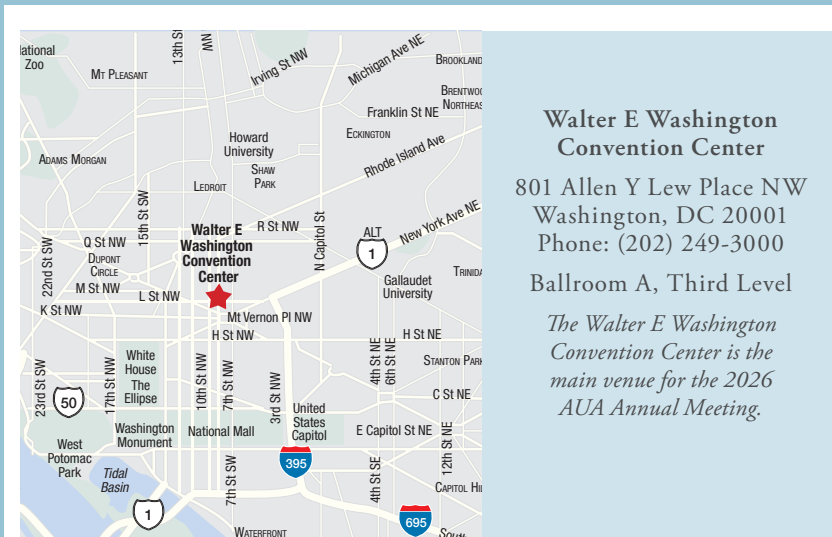 National
Zoo
MT PLEASANT
13th St
NW
Irving St NW
Michigan Ave NE
BROOKLAND
BRENTWOO
NORTHEAS
Franklin St NE
ECKINGTON
Howard
University
SHAW
PARK
Rhode Island Ave
ADAMS MORGAN
LEDROIT
15th St SW
Walter E
Washington
Convention
Center
R St NW
N Capitol St
ALT
1
New York Ave NE
22nd St SW
Q St NW
DUPONT
CIRCLE
M St NW
L St NW
K St NW
Gallaudet
University
TRINIDA
Mt Vernon Pl NW
H St NW
H St NE
4th St NE
6th St NE
STANTON PARK
White
House
The
Ellipse
23rd St SW
50
17th St NW
10th St NW
7th St NW
3rd St NW
C St NE
United
States
Capitol
Washington
Monument
National Mall
E Capitol St NE
12th St NE
West
Potomac
Park
Tidal
Basin
395
7th St SW
4th St SE
CAPITOL HIL
1
695
WATERFRONT
South
Walter E Washington
Convention Center
801 Allen Y Lew Place NW
Washington, DC 20001
Phone: (202) 249-3000
Ballroom A, Third Level
The Walter E Washington
Convention Center is the
main venue for the 2026
AUA Annual Meeting.